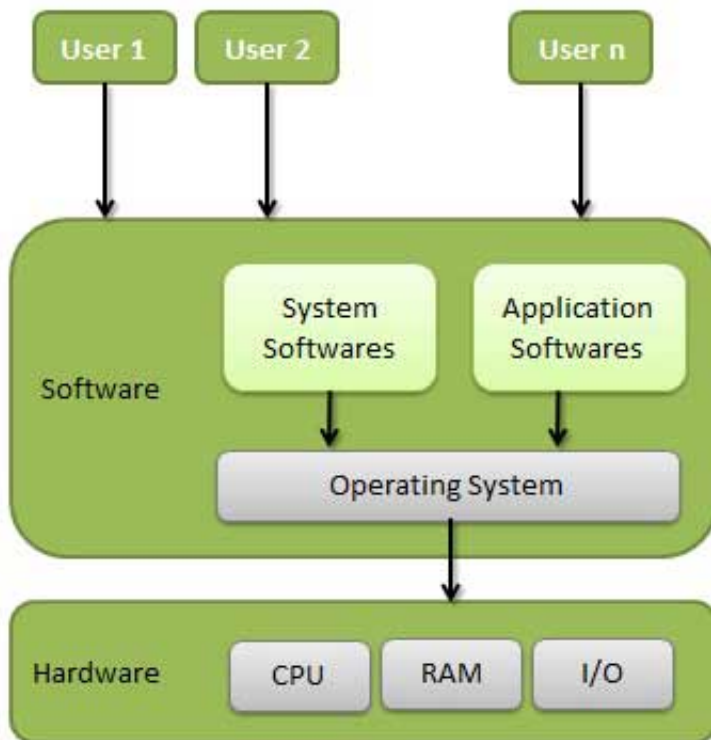 User 1
User 2
User n
System
Softwares
Application
Softwares
Software
Operating System
Hardware
CPU
RAM
I/O